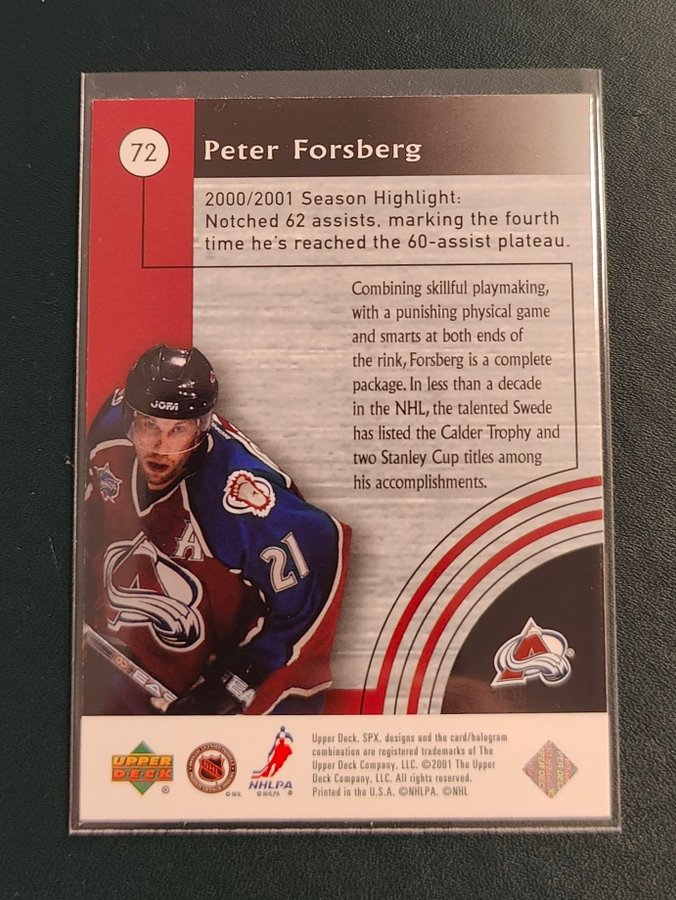 72
Peter Forsberg
2000/2001 Season Highlight:
Notched 62 assists, marking the fourth
time he's reached the 60-assist plateau.
Combining skillful playmaking,
with a punishing physical game
and smarts at both ends of
the rink, Forsberg is a complete
package. In less than a decade
in the NHL, the talented Swede
has listed the Calder Trophy and
two Stanley Cup titles among
his accomplishments.
JOFA
A
21
UPPER
DECK
®
NHL
© NHL
NHLPA
© NHLPA
®
Upper Deck, SPX, designs and the card/hologram
combination are registered trademarks of The
Upper Deck Company, LLC. ©2001 The Upper
Deck Company, LLC. All rights reserved.
Printed in the U.S.A. ©NHLPA. ©NHL